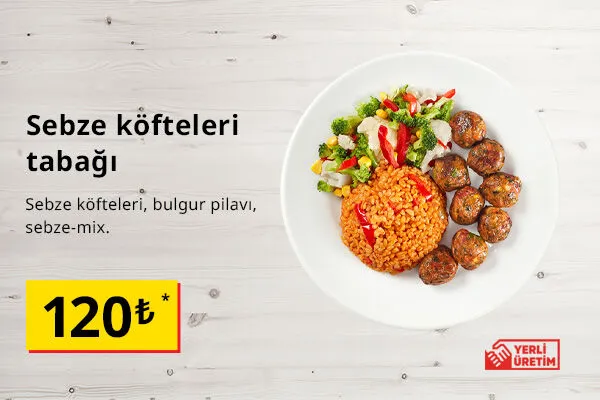 Sebze köfteleri
tabağı
Sebze köfteleri, bulgur pilavı,
sebze-mix.
120₺*
YERLİ
ÜRETİM